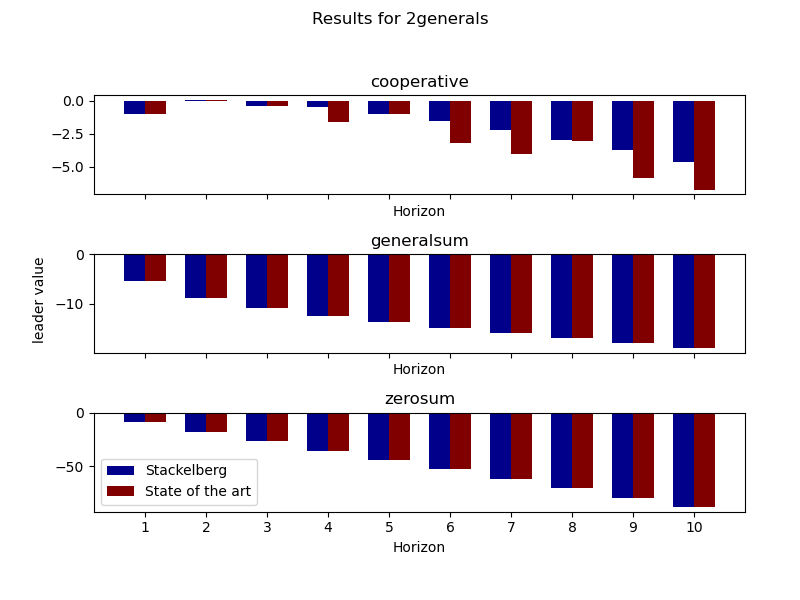 Results for 2generals
cooperative
0.0
−2.5
−5.0
Horizon
generalsum
0
−10
leader value
Horizon
zerosum
0
−50
Stackelberg
State of the art
1 2 3 4 5 6 7 8 9 10
Horizon